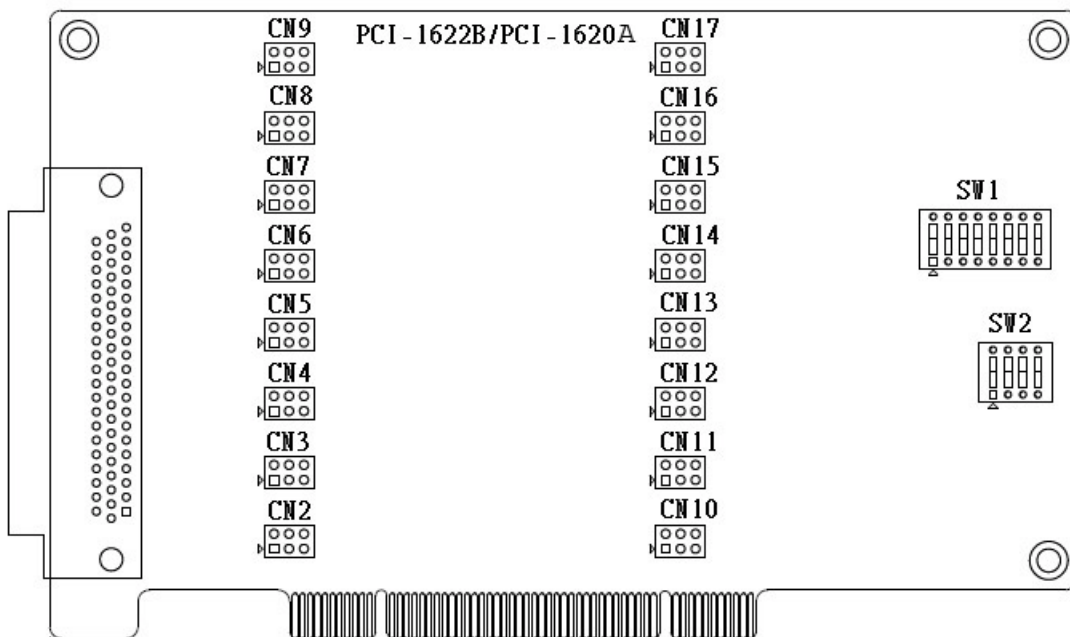 PCI-1622B/PCI-1620A
CN9
CN8
CN7
CN6
CN5
CN4
CN3
CN2
CN17
CN16
CN15
CN14
CN13
CN12
CN11
CN10
SW1
SW2